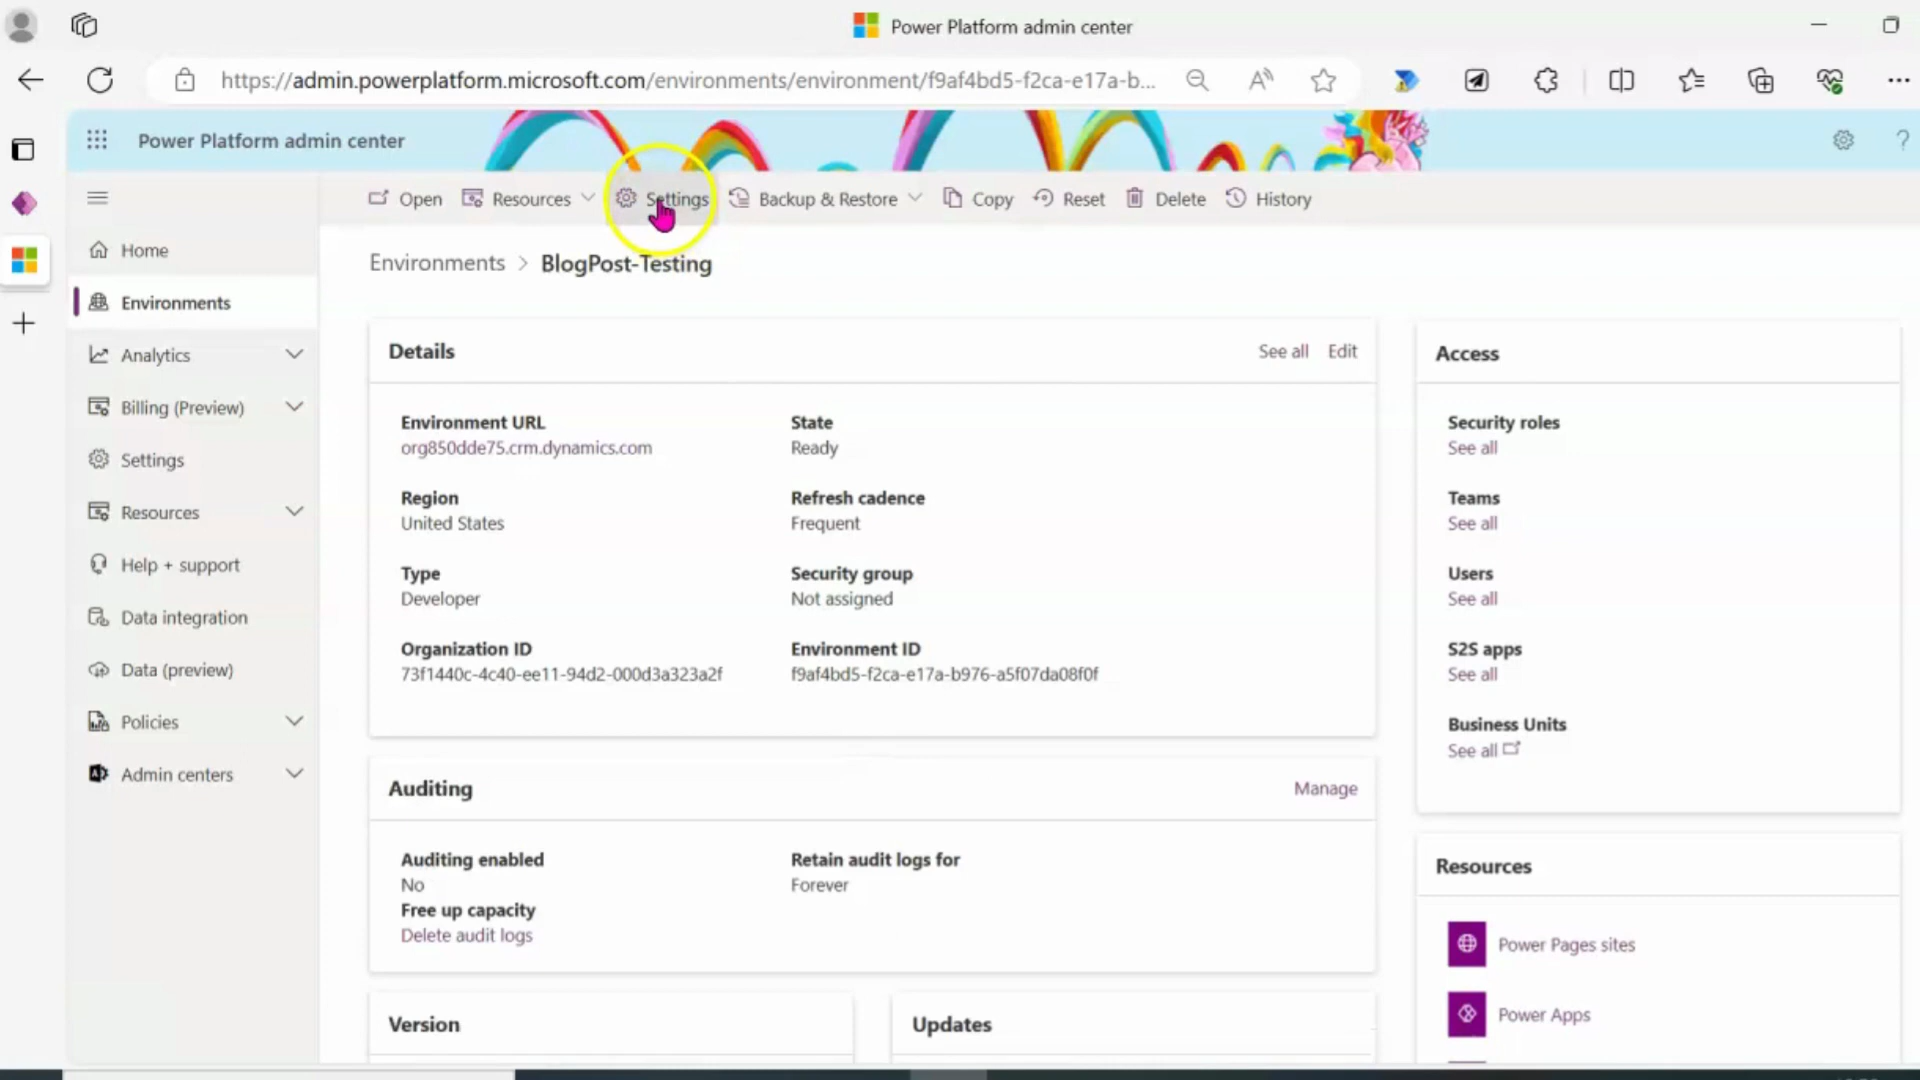 Power Platform admin center
https://admin.powerplatform.microsoft.com/environments/environment/f9af4bd5-f2ca-e17a-b...
Power Platform admin center
Open Resources Settings Backup & Restore Copy Reset Delete History
Home
Environments
Analytics
Billing (Preview)
Settings
Resources
Help + support
Data integration
Data (preview)
Policies
Admin centers
Environments > BlogPost-Testing
Details See all Edit
Environment URL
org850dde75.crm.dynamics.com
State
Ready
Region
United States
Refresh cadence
Frequent
Type
Developer
Security group
Not assigned
Organization ID
73f1440c-4c40-ee11-94d2-000d3a323a2f
Environment ID
f9af4bd5-f2ca-e17a-b976-a5f07da08f0f
Auditing Manage
Auditing enabled
No
Retain audit logs for
Forever
Free up capacity
Delete audit logs
Version
Updates
Access
Security roles
See all
Teams
See all
Users
See all
S2S apps
See all
Business Units
See all
Resources
Power Pages sites
Power Apps